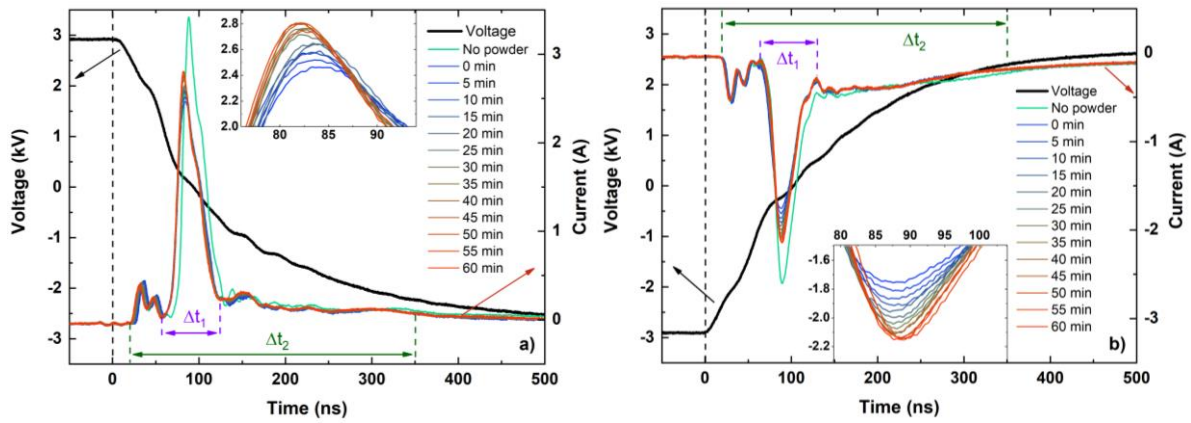 Voltage (kV)
3
2
1
0
-1
-2
-3
0
100
200
300
400
500
Time (ns)
Current (A)
3
2
1
0
2.8
2.6
2.4
2.2
2.0
80
85
90
Voltage
No powder
0 min
5 min
10 min
15 min
20 min
25 min
30 min
35 min
40 min
45 min
50 min
55 min
60 min
Δt1
Δt2
a)
Voltage (kV)
3
2
1
0
-1
-2
-3
0
100
200
300
400
500
Time (ns)
Current (A)
0
-1
-2
-3
Δt2
Δt1
Voltage
No powder
0 min
5 min
10 min
15 min
20 min
25 min
30 min
35 min
40 min
45 min
50 min
55 min
60 min
80 85 90 95 100
-1.6
-1.8
-2.0
-2.2
b)